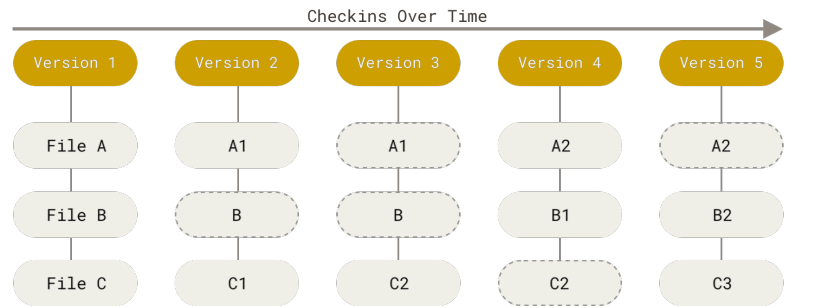 Checkins Over Time
Version 1 Version 2 Version 3 Version 4 Version 5
File A A1 A1 A2 A2
File B B B B1 B2
File C C1 C2 C2 C3